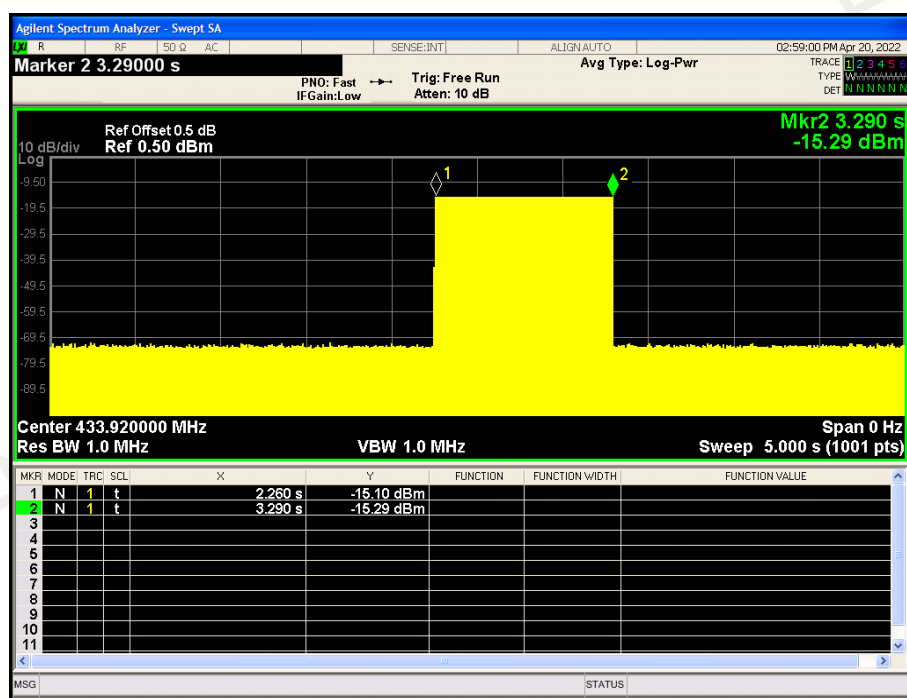 Agilent Spectrum Analyzer - Swept SA
LXI R RF 50 Ω AC SENSE:INT ALIGN AUTO 02:59:00 PM Apr 20, 2022
Marker 2 3.29000 s
PNO: Fast
IFGain:Low
Trig: Free Run
Atten: 10 dB
Avg Type: Log-Pwr
TRACE 1 2 3 4 5 6
TYPE
DET N N N N N N
Mkr2 3.290 s
-15.29 dBm
Ref Offset 0.5 dB
10 dB/div Ref 0.50 dBm
Log
-9.50
-19.5
-29.5
-39.5
-49.5
-59.5
-69.5
-79.5
-89.5
1
2
Center 433.920000 MHz Span 0 Hz
Res BW 1.0 MHz VBW 1.0 MHz Sweep 5.000 s (1001 pts)
MKR MODE TRC SCL X Y FUNCTION FUNCTION WIDTH FUNCTION VALUE
1 N 1 t 2.260 s -15.10 dBm
2 N 1 t 3.290 s -15.29 dBm
3
4
5
6
7
8
9
10
11
MSG STATUS